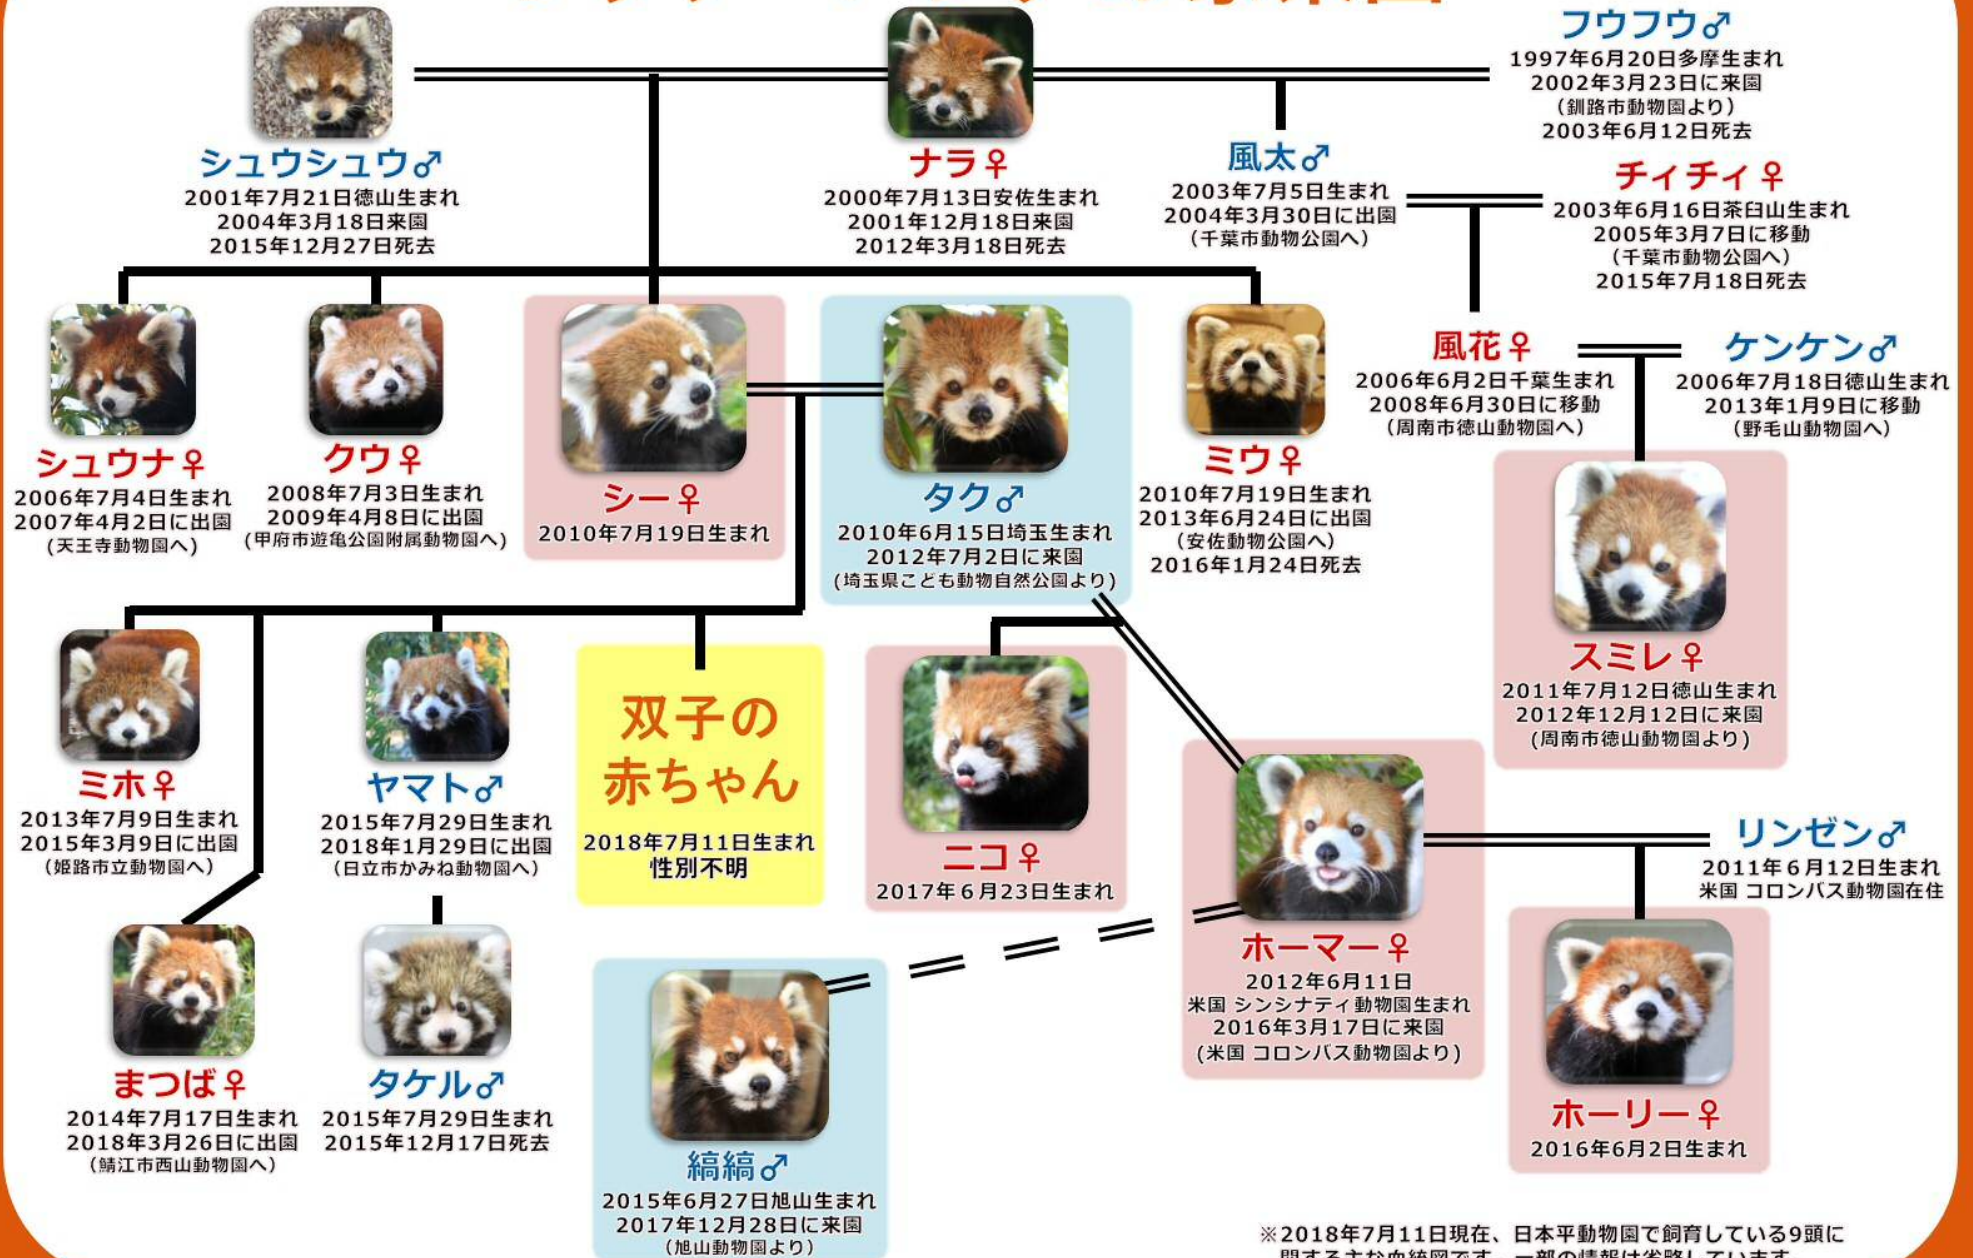 フウフウ♂
1997年6月20日多摩生まれ
2002年3月23日に来園
（釧路市動物園より）
2003年6月12日死去
シュウシュウ♂
2001年7月21日徳山生まれ
2004年3月18日来園
2015年12月27日死去
ナラ♀
2000年7月13日安佐生まれ
2001年12月18日来園
2012年3月18日死去
風太♂
2003年7月5日生まれ
2004年3月30日に出園
（千葉市動物公園へ）
チィチィ♀
2003年6月16日茶臼山生まれ
2005年3月7日に移動
（千葉市動物公園へ）
2015年7月18日死去
シュウナ♀
2006年7月4日生まれ
2007年4月2日に出園
(天王寺動物園へ)
クウ♀
2008年7月3日生まれ
2009年4月8日に出園
(甲府市遊亀公園附属動物園へ)
シー♀
2010年7月19日生まれ
タク♂
2010年6月15日埼玉生まれ
2012年7月2日に来園
(埼玉県こども動物自然公園より)
ミウ♀
2010年7月19日生まれ
2013年6月24日に出園
（安佐動物公園へ）
2016年1月24日死去
風花♀
2006年6月2日千葉生まれ
2008年6月30日に移動
（周南市徳山動物園へ）
ケンケン♂
2006年7月18日徳山生まれ
2013年1月9日に移動
（野毛山動物園へ）
スミレ♀
2011年7月12日徳山生まれ
2012年12月12日に来園
(周南市徳山動物園より)
ミホ♀
2013年7月9日生まれ
2015年3月9日に出園
（姫路市立動物園へ）
ヤマト♂
2015年7月29日生まれ
2018年1月29日に出園
（日立市かみね動物園へ）
双子の
赤ちゃん
2018年7月11日生まれ
性別不明
ニコ♀
2017年６月23日生まれ
リンゼン♂
2011年６月12日生まれ
米国 コロンバス動物園在住
ホーマー♀
2012年6月11日
米国 シンシナティ動物園生まれ
2016年3月17日に来園
(米国 コロンバス動物園より)
まつば♀
2014年7月17日生まれ
2018年3月26日に出園
（鯖江市西山動物園へ）
タケル♂
2015年7月29日生まれ
2015年12月17日死去
縞縞♂
2015年6月27日旭山生まれ
2017年12月28日に来園
（旭山動物園より）
ホーリー♀
2016年6月2日生まれ
※2018年7月11日現在、日本平動物園で飼育している9頭に
関する主な血統図です。一部の情報は省略しています